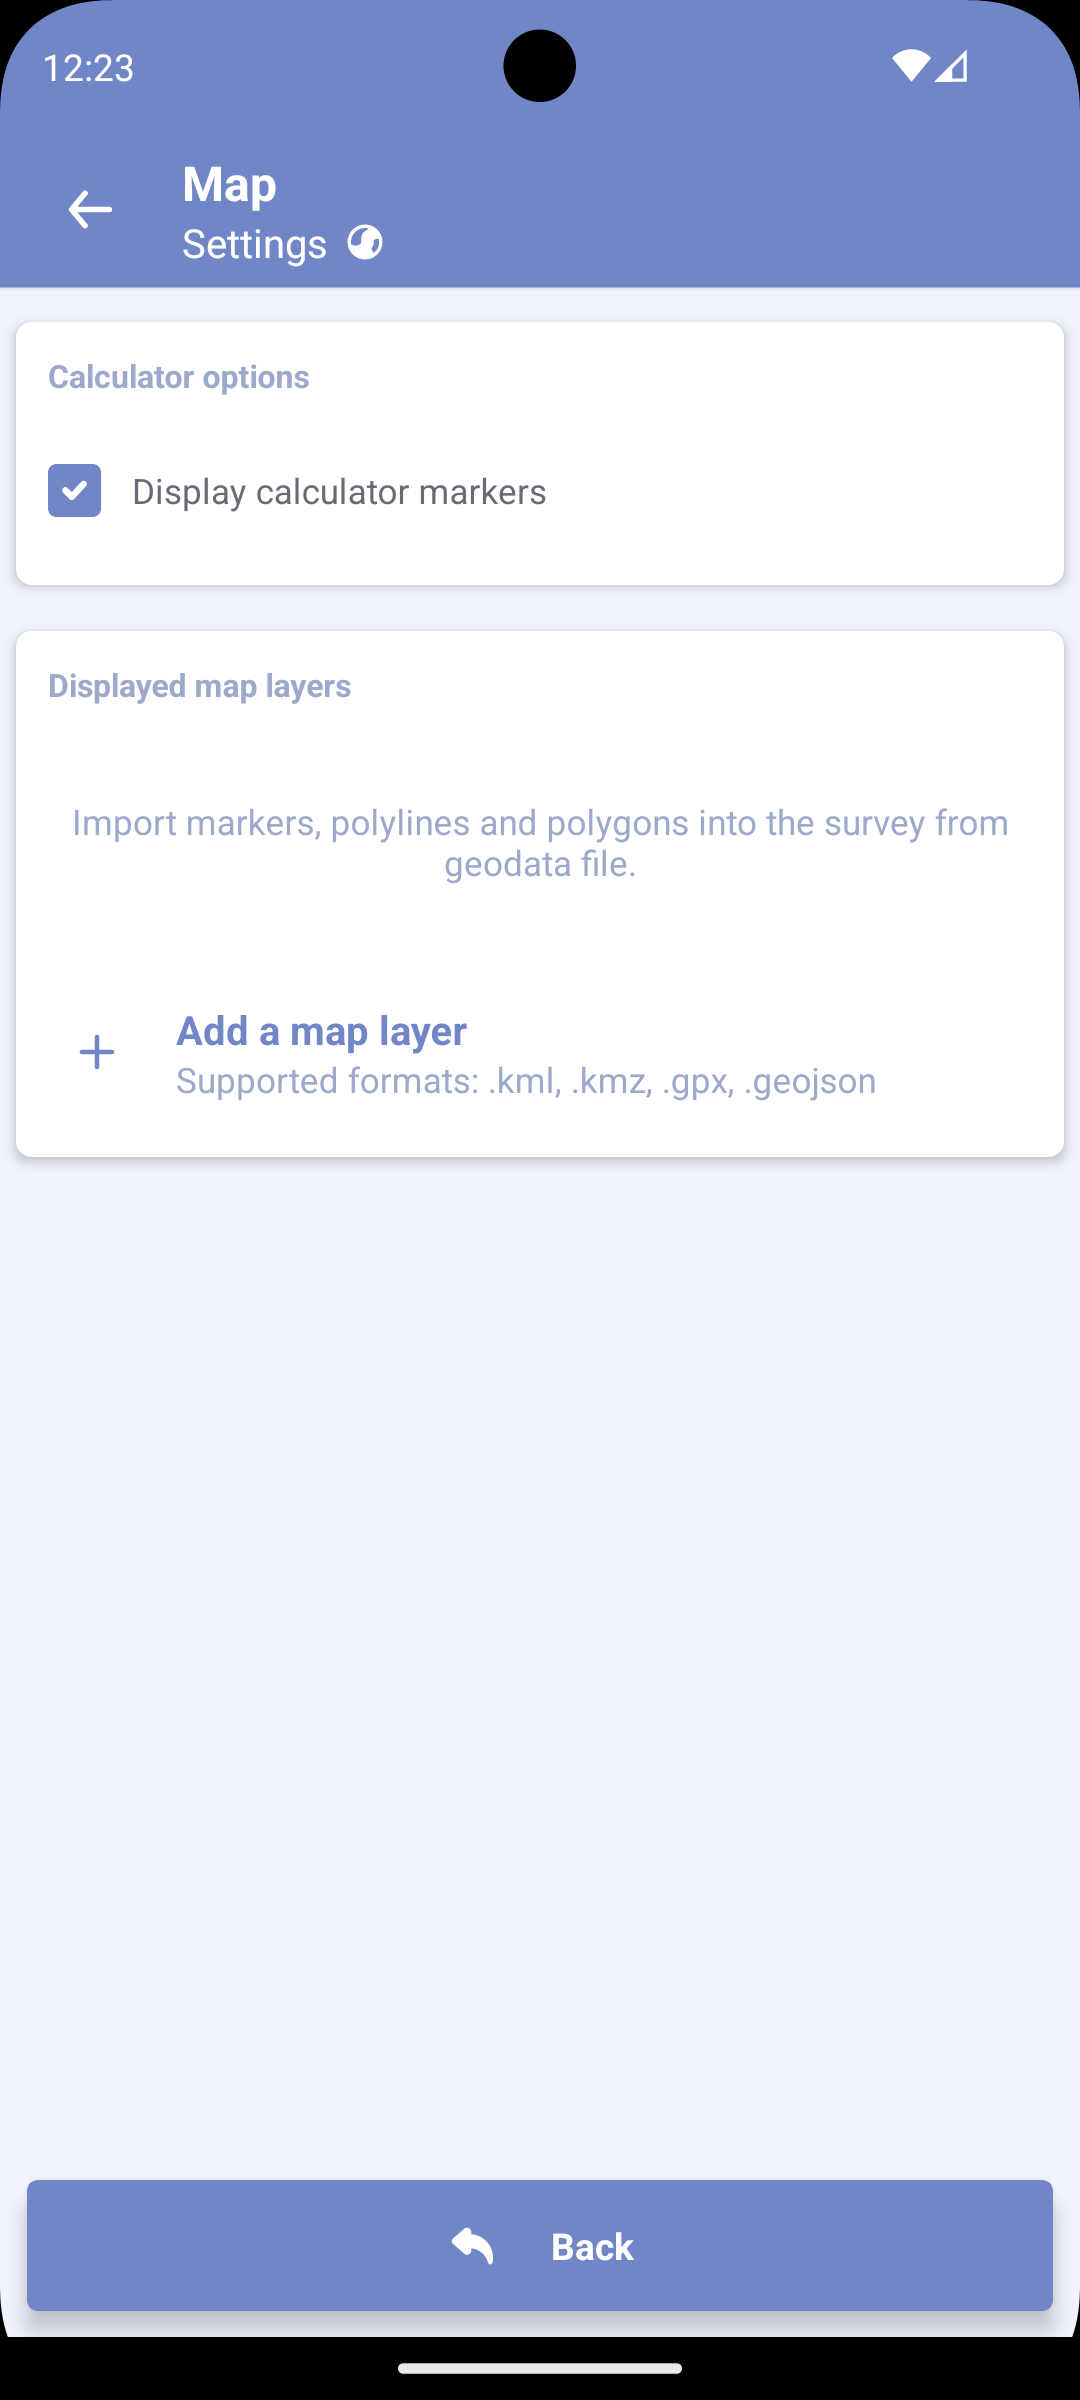 12:23
Map
Settings
Calculator options
Display calculator markers
Displayed map layers
Import markers, polylines and polygons into the survey from
geodata file.
Add a map layer
Supported formats: .kml, .kmz, .gpx, .geojson
Back